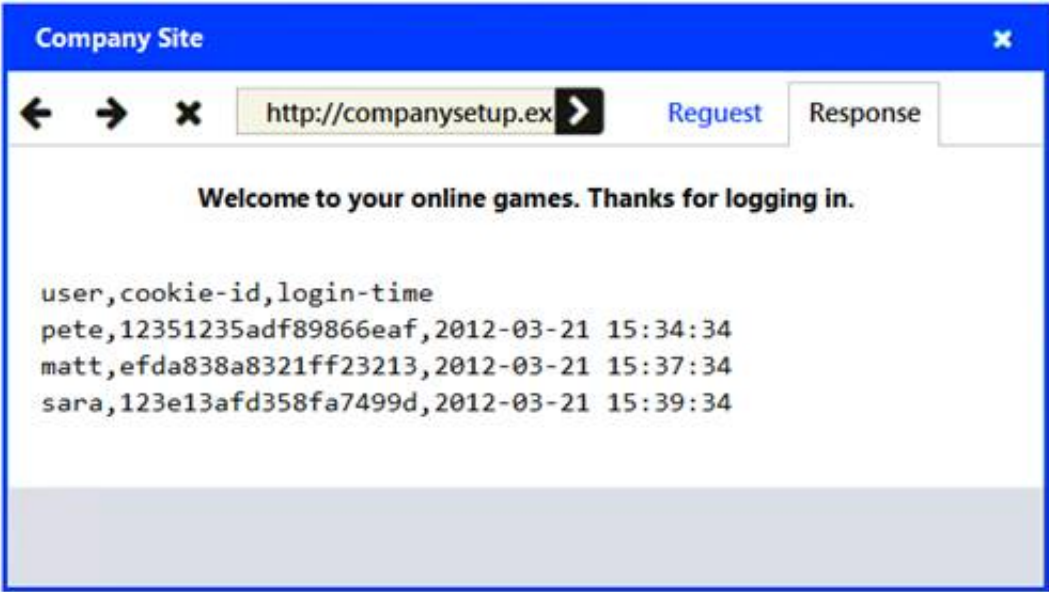 Company Site
http://companysetup.ex
Reguest
Response
Welcome to your online games. Thanks for logging in.
user,cookie-id,login-time
pete,12351235adf89866eaf,2012-03-21 15:34:34
matt,efda838a8321ff23213,2012-03-21 15:37:34
sara,123e13afd358fa7499d,2012-03-21 15:39:34